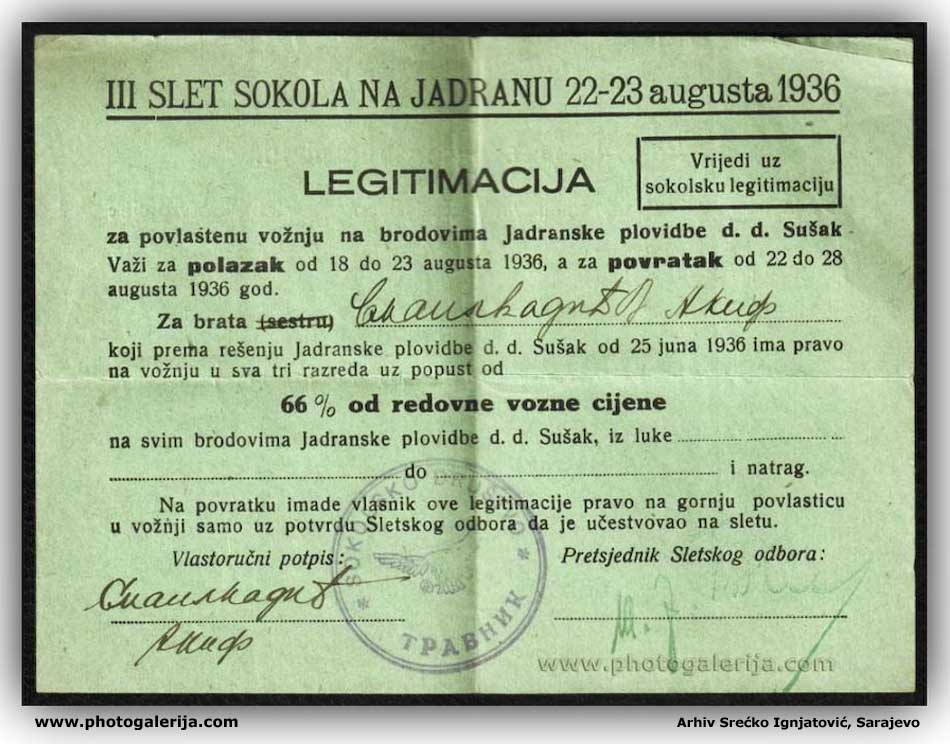 III SLET SOKOLA NA JADRANU 22-23 augusta 1936
LEGITIMACIJA
Vrijedi uz
sokolsku legitimaciju
za povlaštenu vožnju na brodovima Jadranske plovidbe d. d. Sušak
Važi za polazak od 18 do 23 augusta 1936, a za povratak od 22 do 28
augusta 1936 god.
Za brata (sestru) Смаилкадић Акиф
koji prema rešenju Jadranske plovidbe d. d. Sušak od 25 juna 1936 ima pravo
na vožnju u sva tri razreda uz popust od
66% od redovne vozne cijene
na svim brodovima Jadranske plovidbe d. d. Sušak, iz luke
do i natrag.
Na povratku imade vlasnik ove legitimacije pravo na gornju povlasticu
u vožnji samo uz potvrdu Sletskog odbora da je učestvovao na sletu.
Vlastoručni potpis:
Pretsjednik Sletskog odbora:
Смаилкадић
Акиф
SOKOLSKO DRUŠTVO
* ТРАВНИК *
www.photogalerija.com
www.photogalerija.com
Arhiv Srećko Ignjatović, Sarajevo